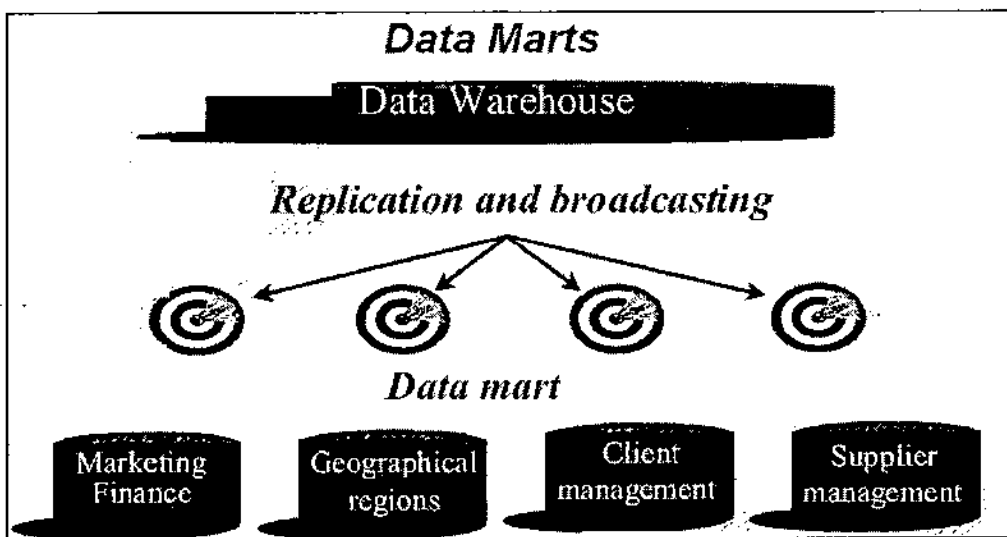 Data Marts
Data Warehouse
Replication and broadcasting
Data mart
Marketing
Finance
Geographical
regions
Client
management
Supplier
management